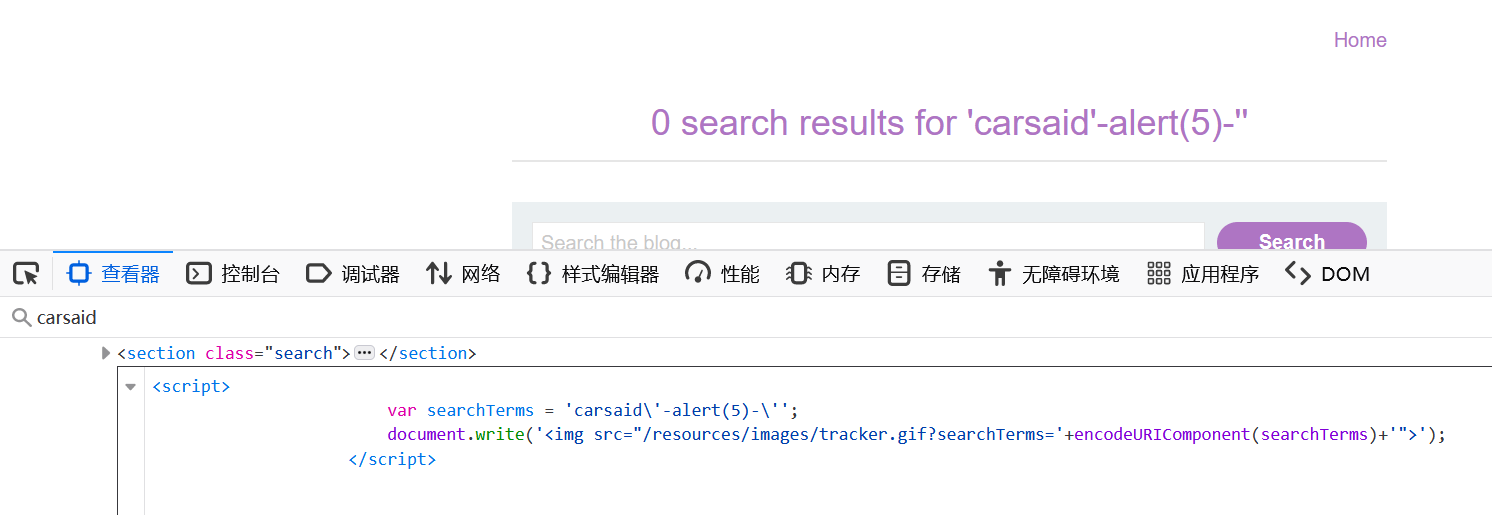 Home
0 search results for 'carsaid'-alert(5)-''
Search the blog...
Search
查看器 控制台 调试器 网络 样式编辑器 性能 内存 存储 无障碍环境 应用程序 DOM
carsaid
<section class="search"> ••• </section>
<script>
var searchTerms = 'carsaid\'-alert(5)-\'';
document.write('<img src="/resources/images/tracker.gif?searchTerms='+encodeURIComponent(searchTerms)+'">');
</script>